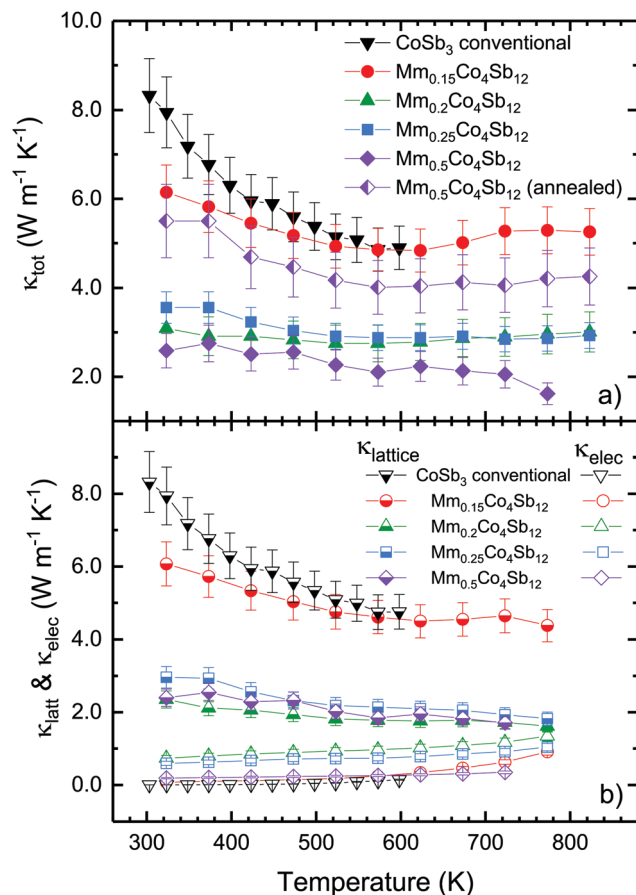 a)
10.0
8.0
6.0
4.0
2.0
κtot (W m⁻¹ K⁻¹)
CoSb₃ conventional
Mm₀.₁₅Co₄Sb₁₂
Mm₀.₂Co₄Sb₁₂
Mm₀.₂₅Co₄Sb₁₂
Mm₀.₅Co₄Sb₁₂
Mm₀.₅Co₄Sb₁₂ (annealed)
κlattice κelec
CoSb₃ conventional
Mm₀.₁₅Co₄Sb₁₂
Mm₀.₂Co₄Sb₁₂
Mm₀.₂₅Co₄Sb₁₂
Mm₀.₅Co₄Sb₁₂
8.0
6.0
4.0
2.0
0.0
κlatt & κelec (W m⁻¹ K⁻¹)
b)
300 400 500 600 700 800
Temperature (K)